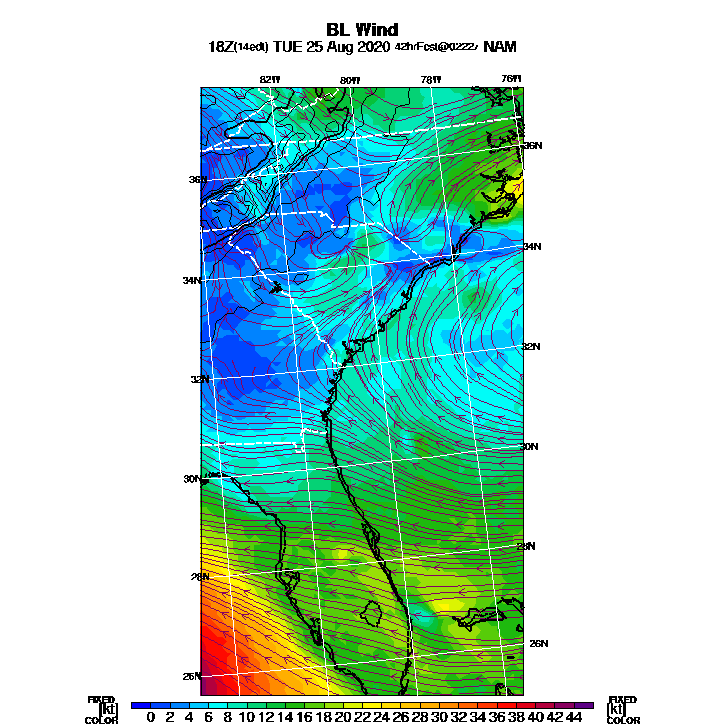 BL Wind
18Z(14edt) TUE 25 Aug 2020 42hrFcst@0222z NAM
82W 80W 78W 76W
36N 36N
34N 34N
32N 32N
30N 30N
28N 28N
26N 26N
FIXED FIXED
[kt] 0 2 4 6 8 10 12 14 16 18 20 22 24 26 28 30 32 34 36 38 40 42 44 [kt]
COLOR COLOR